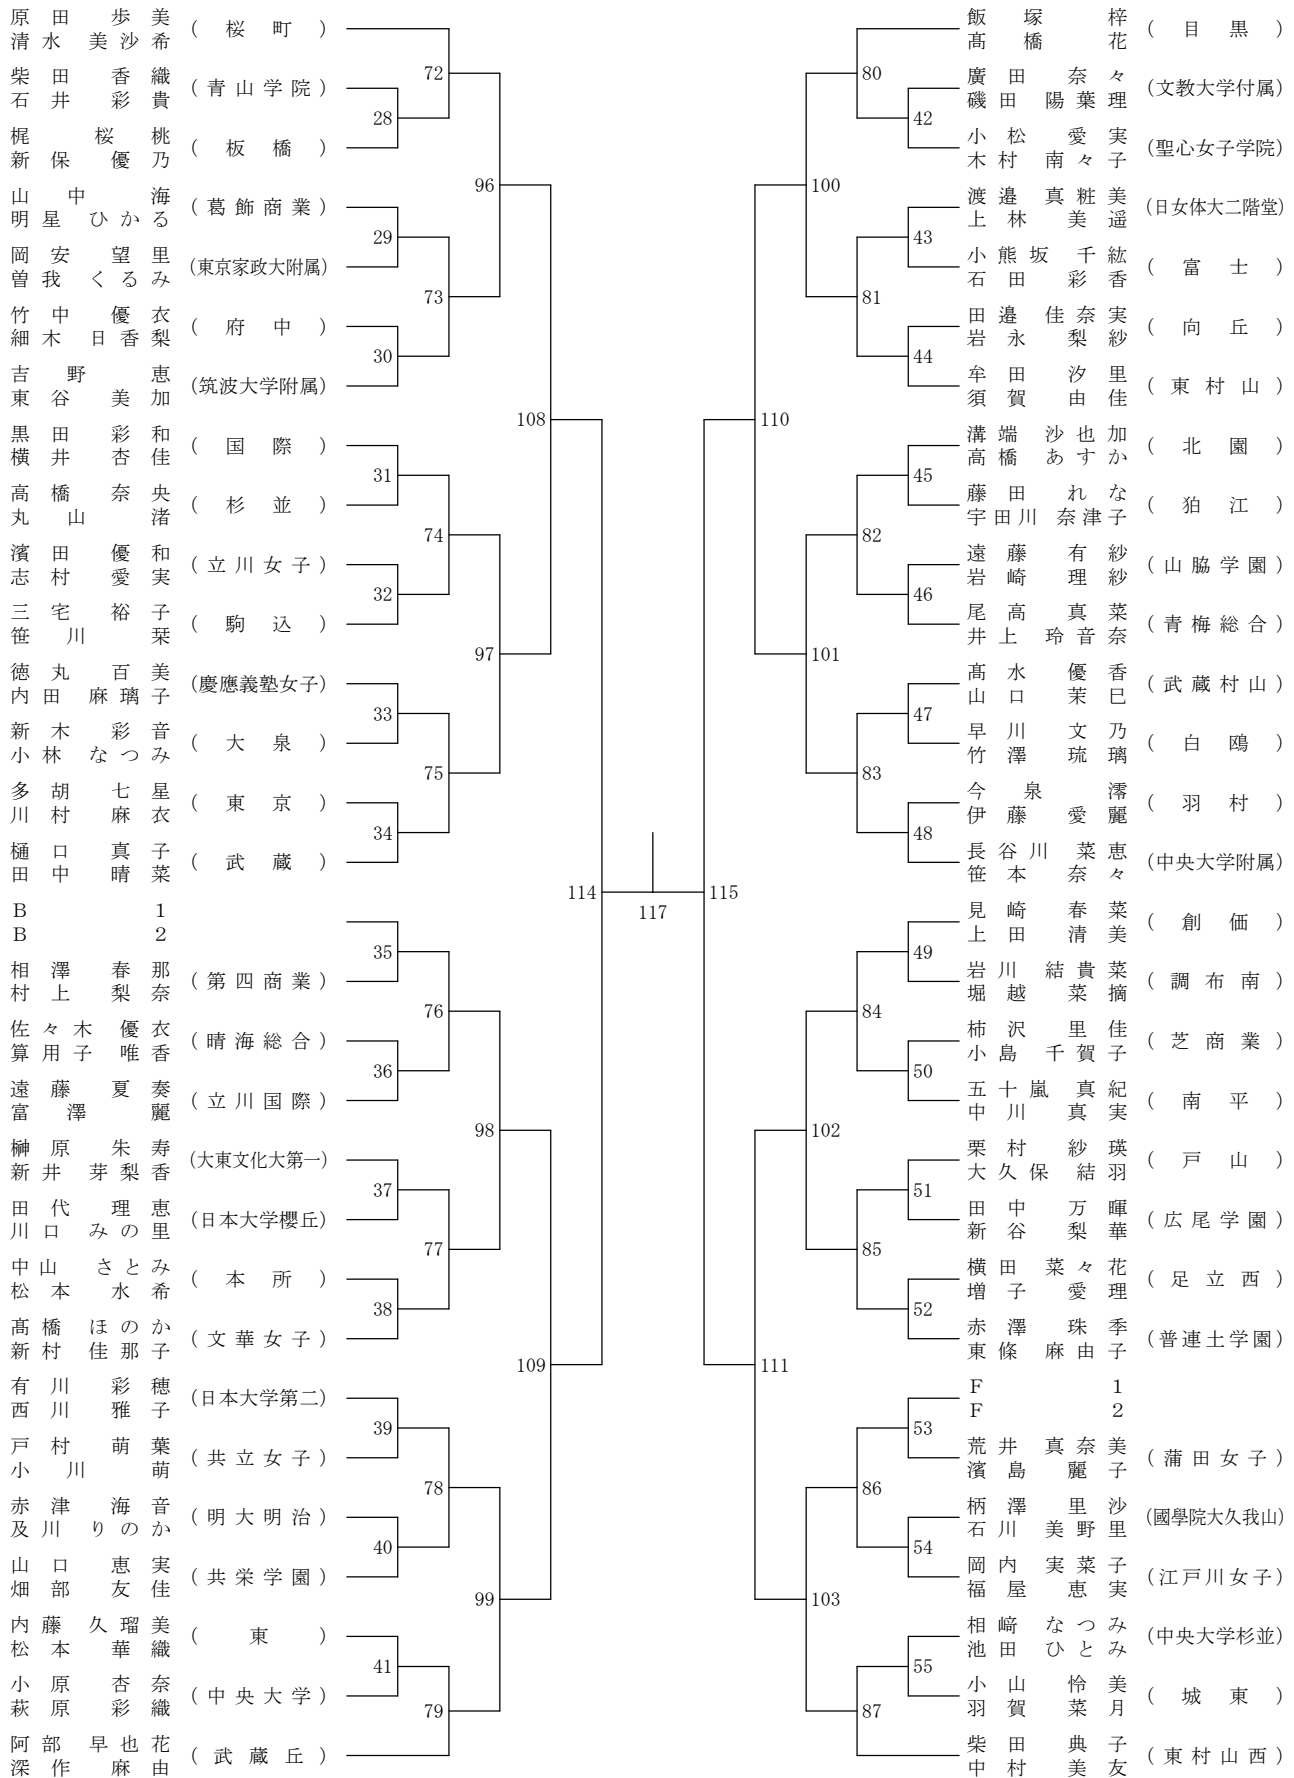 原田 歩美
清水 美沙希 (桜町)
72
柴田 香織
石井 彩貴 (青山学院)
28
梶 桜桃
新保 優乃 (板橋)
96
山中 海
明星 ひかる (葛飾商業)
29
岡安 望里
曽我 くるみ (東京家政大附属)
73
竹中 優衣
細木 日香梨 (府中)
30
吉野 恵
東谷 美加 (筑波大学附属)
108
黒田 彩和
横井 杏佳 (国際)
31
高橋 奈央
丸山 渚 (杉並)
74
濱田 優和
志村 愛実 (立川女子)
32
三宅 裕子
笹川 栞 (駒込)
97
徳丸 百美
内田 麻璃子 (慶應義塾女子)
33
新木 彩音
小林 なつみ (大泉)
75
多胡 七星
川村 麻衣 (東京)
34
樋口 真子
田中 晴菜 (武蔵)
114
B 1
B 2
35
相澤 春那
村上 梨奈 (第四商業)
76
佐々木 優衣
算用子 唯香 (晴海総合)
36
遠藤 夏奏
富澤 麗 (立川国際)
98
榊原 朱寿
新井 芽梨香 (大東文化大第一)
37
田代 理恵
川口 みの里 (日本大学櫻丘)
77
中山 さとみ
松本 水希 (本所)
38
髙橋 ほのか
新村 佳那子 (文華女子)
109
有川 彩穂
西川 雅子 (日本大学第二)
39
戸村 萌葉
小川 萌 (共立女子)
78
赤津 海音
及川 りのか (明大明治)
40
山口 恵実
畑部 友佳 (共栄学園)
99
内藤 久瑠美
松本 華織 (東)
41
小原 杏奈
萩原 彩織 (中央大学)
79
阿部 早也花
深作 麻由 (武蔵丘)
117
飯塚 梓
髙橋 花 (目黒)
80
廣田 奈々
磯田 陽葉理 (文教大学付属)
42
小松 愛実
木村 南々子 (聖心女子学院)
100
渡邉 真粧美
上林 美遥 (日女体大二階堂)
43
小熊坂 千紘
石田 彩香 (富士)
81
田邉 佳奈実
岩永 梨紗 (向丘)
44
牟田 汐里
須賀 由佳 (東村山)
110
溝端 沙也加
高橋 あすか (北園)
45
藤田 れな
宇田川 奈津子 (狛江)
82
遠藤 有紗
岩崎 理紗 (山脇学園)
46
尾高 真菜
井上 玲音奈 (青梅総合)
101
髙水 優香
山口 茉巳 (武蔵村山)
47
早川 文乃
竹澤 琉璃 (白鴎)
83
今泉 澪
伊藤 愛麗 (羽村)
48
長谷川 菜恵
笹本 奈々 (中央大学附属)
115
見崎 春菜
上田 清美 (創価)
49
岩川 結貴菜
堀越 菜摘 (調布南)
84
柿沢 里佳
小島 千賀子 (芝商業)
50
五十嵐 真紀
中川 真実 (南平)
102
栗村 紗瑛
大久保 結羽 (戸山)
51
田中 万暉
新谷 梨華 (広尾学園)
85
横田 菜々花
増子 愛理 (足立西)
52
赤澤 珠季
東條 麻由子 (普連土学園)
111
F 1
F 2
53
荒井 真奈美
濱島 麗子 (蒲田女子)
86
柄澤 里沙
石川 美野里 (國學院大久我山)
54
岡内 実菜子
福屋 恵実 (江戸川女子)
103
相﨑 なつみ
池田 ひとみ (中央大学杉並)
55
小山 怜美
羽賀 菜月 (城東)
87
柴田 典子
中村 美友 (東村山西)